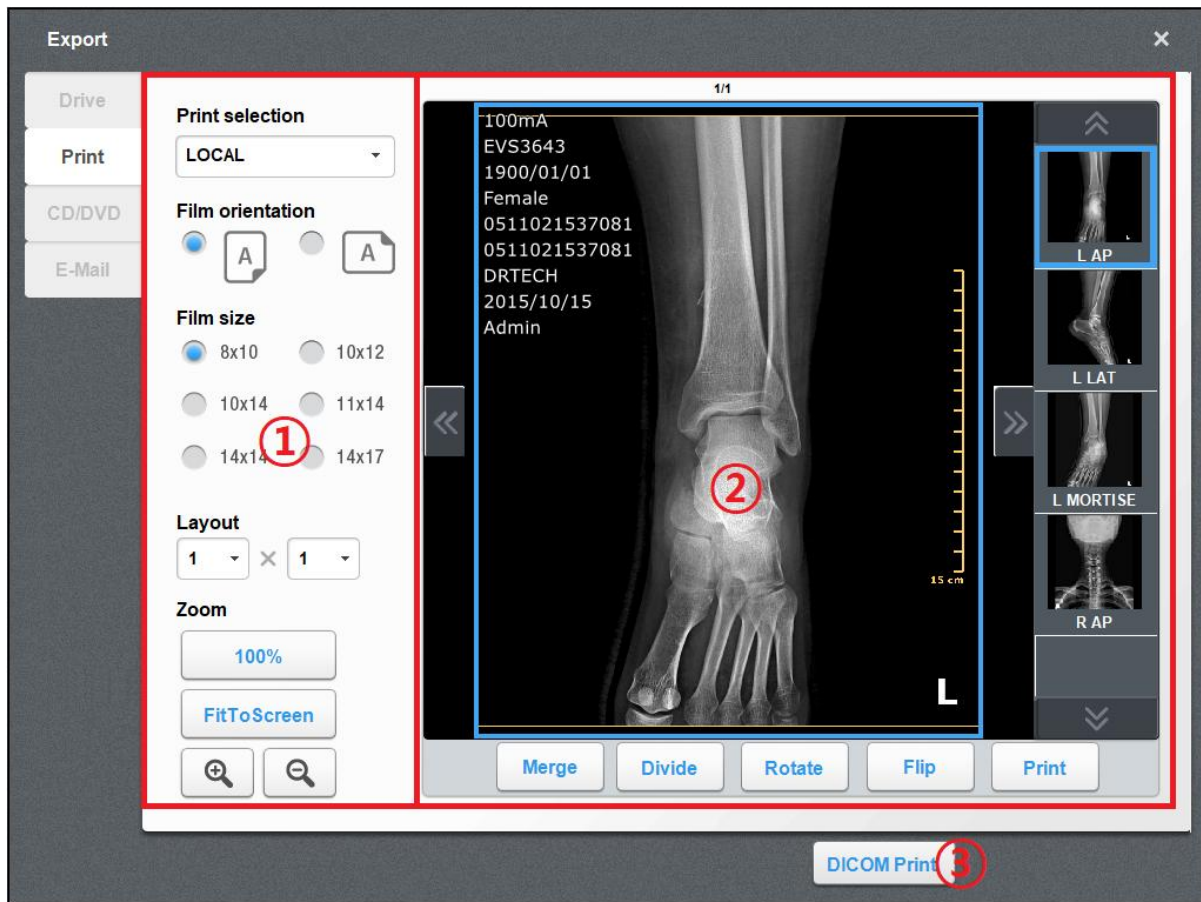 Export
×
Drive
Print
CD/DVD
E-Mail
Print selection
LOCAL
Film orientation
A
A
Film size
8x10
10x12
10x14
11x14
14x14
14x17
①
Layout
1 × 1
Zoom
100%
FitToScreen
1/1
100mA
EVS3643
1900/01/01
Female
0511021537081
0511021537081
DRTECH
2015/10/15
Admin
②
15 cm
L
L AP
L LAT
L MORTISE
R AP
Merge
Divide
Rotate
Flip
Print
DICOM Print
③